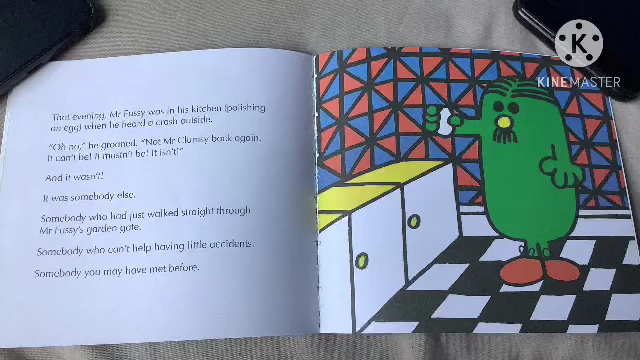 That evening, Mr Fussy was in his kitchen (polishing
an egg) when he heard a crash outside.
"Oh no," he groaned. "Not Mr Clumsy back again.
It can't be! It mustn't be! It isn't!"
And it wasn't!
It was somebody else.
Somebody who had just walked straight through
Mr Fussy's garden gate.
Somebody who can't help having little accidents.
Somebody you may have met before.
K
KINEMASTER